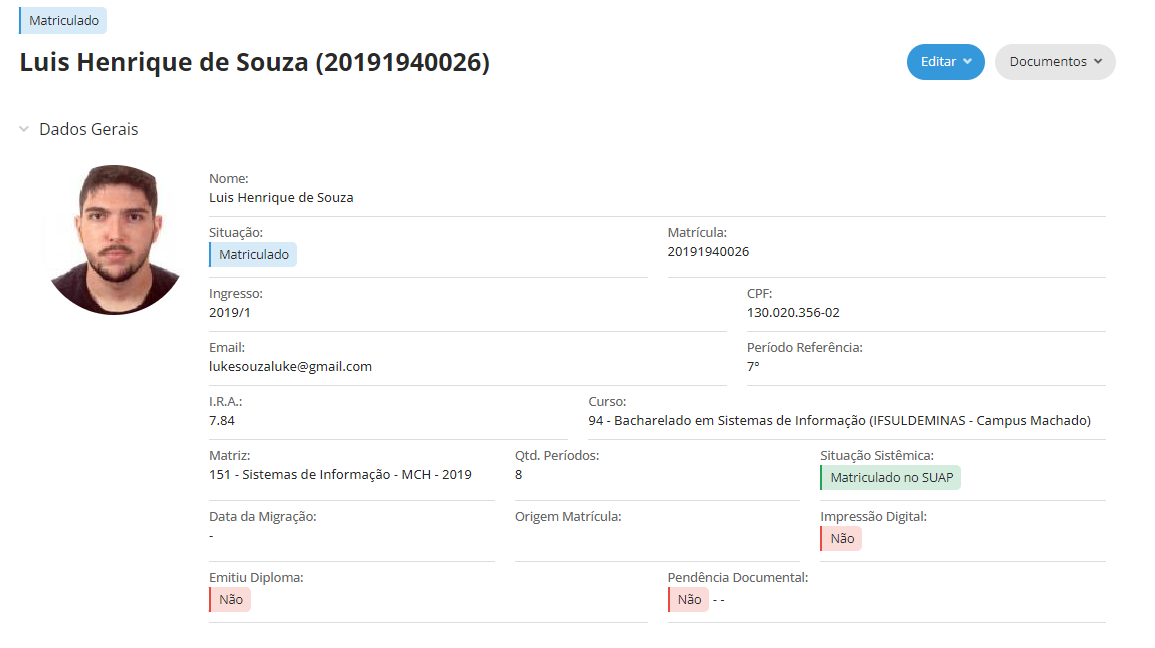 Matriculado
Luis Henrique de Souza (20191940026)
Editar
Documentos
Dados Gerais
Nome:
Luis Henrique de Souza
Situação:
Matriculado
Matrícula:
20191940026
Ingresso:
2019/1
CPF:
130.020.356-02
Email:
lukesouzaluke@gmail.com
Período Referência:
7º
I.R.A.:
7.84
Curso:
94 - Bacharelado em Sistemas de Informação (IFSULDEMINAS - Campus Machado)
Matriz:
151 - Sistemas de Informação - MCH - 2019
Qtd. Períodos:
8
Situação Sistêmica:
Matriculado no SUAP
Data da Migração:
-
Origem Matrícula:
Impressão Digital:
Não
Emitiu Diploma:
Não
Pendência Documental:
Não - -